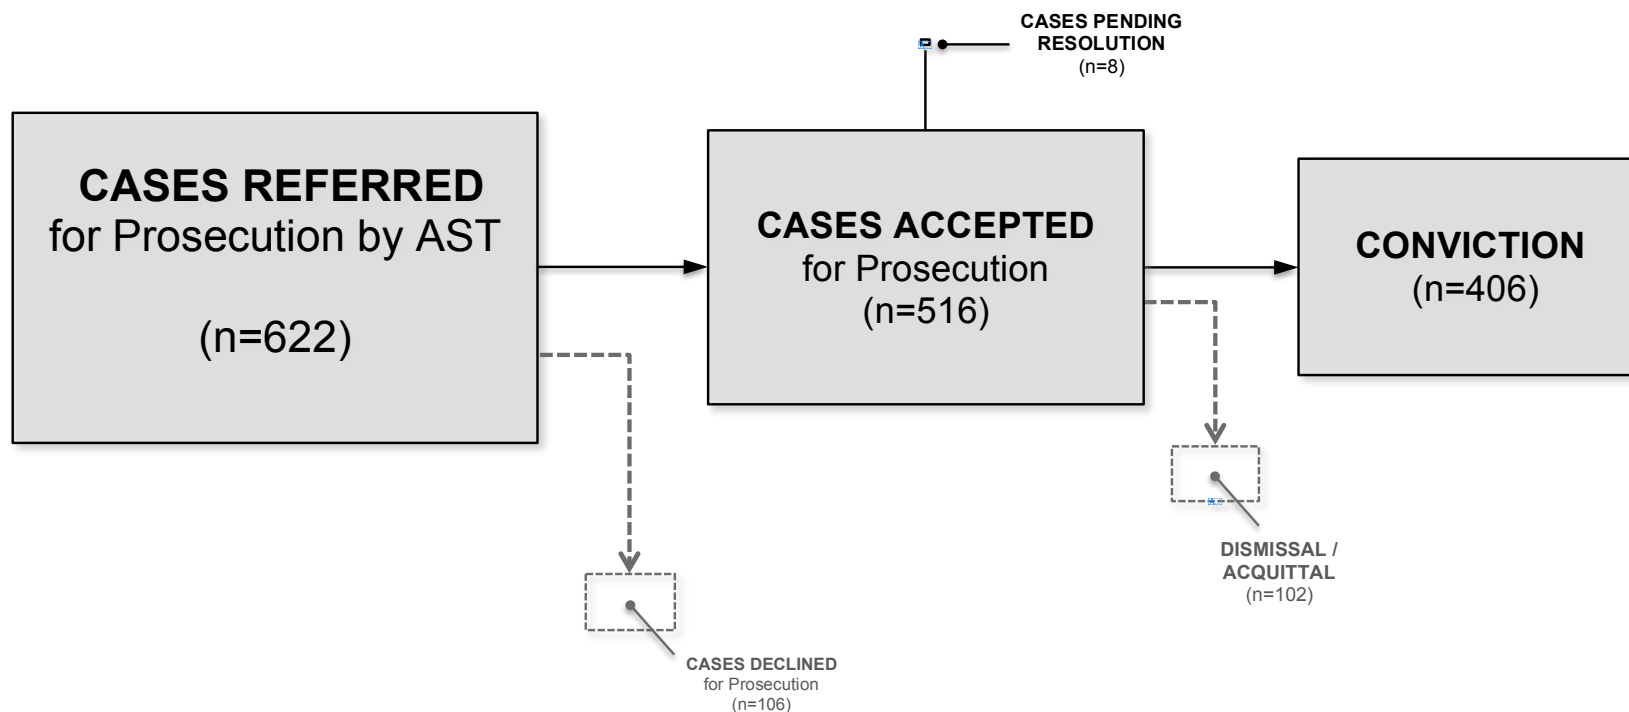 CASES PENDING
RESOLUTION
(n=8)
CASES REFERRED
for Prosecution by AST
(n=622)
CASES ACCEPTED
for Prosecution
(n=516)
CONVICTION
(n=406)
DISMISSAL /
ACQUITTAL
(n=102)
CASES DECLINED
for Prosecution
(n=106)